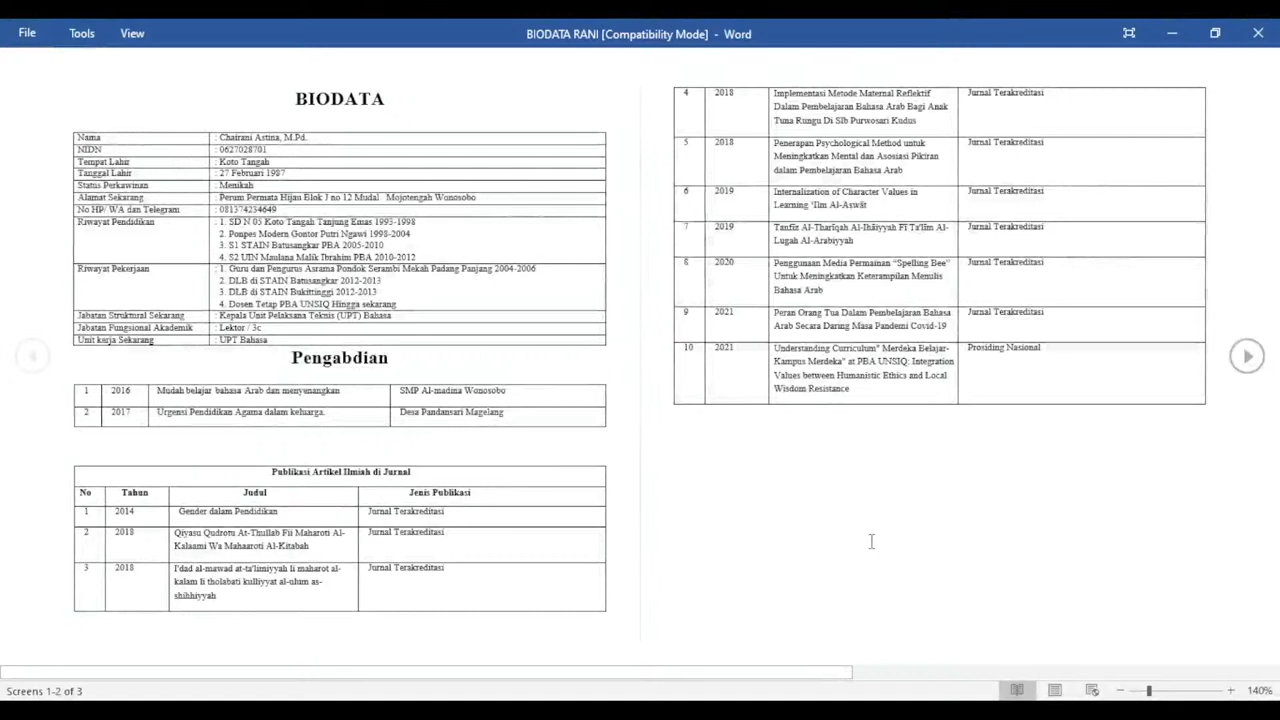 File Tools View BIODATA RANI [Compatibility Mode] - Word
BIODATA
Nama : Chairani Astina, M.Pd.
NIDN : 0627028701
Tempat Lahir : Koto Tangah
Tanggal Lahir : 27 Februari 1987
Status Perkawinan : Menikah
Alamat Sekarang : Perum Permata Hijau Blok J no 12 Mudal Mojotengah Wonosobo
No HP/ WA dan Telegram : 081374234649
Riwayat Pendidikan : 1. SD N 05 Koto Tangah Tanjung Emas 1993-1998
2. Ponpes Modern Gontor Putri Ngawi 1998-2004
3. S1 STAIN Batusangkar PBA 2005-2010
4. S2 UIN Maulana Malik Ibrahim PBA 2010-2012
Riwayat Pekerjaan : 1. Guru dan Pengurus Asrama Pondok Serambi Mekah Padang Panjang 2004-2006
2. DLB di STAIN Batusangkar 2012-2013
3. DLB di STAIN Bukittinggi 2012-2013
4. Dosen Tetap PBA UNSIQ Hingga sekarang
Jabatan Struktural Sekarang : Kepala Unit Pelaksana Teknis (UPT) Bahasa
Jabatan Fungsional Akademik : Lektor / 3c
Unit kerja Sekarang : UPT Bahasa
Pengabdian
1 2016 Mudah belajar bahasa Arab dan menyenangkan SMP Al-madina Wonosobo
2 2017 Urgensi Pendidikan Agama dalam keluarga. Desa Pandansari Magelang
Publikasi Artikel Ilmiah di Jurnal
No Tahun Judul Jenis Publikasi
1 2014 Gender dalam Pendidikan Jurnal Terakreditasi
2 2018 Qiyasu Qudrotu At-Thullab Fii Maharoti Al- Jurnal Terakreditasi
Kalaami Wa Mahaaroti Al-Kitabah
3 2018 I'dad al-mawad at-ta'limiyyah li maharot al- Jurnal Terakreditasi
kalam li tholabati kulliyyat al-ulum as-
shihhiyyah
4 2018 Implementasi Metode Maternal Reflektif Jurnal Terakreditasi
Dalam Pembelajaran Bahasa Arab Bagi Anak
Tuna Rungu Di Slb Purwosari Kudus
5 2018 Penerapan Psychological Method untuk Jurnal Terakreditasi
Meningkatkan Mental dan Asosiasi Pikiran
dalam Pembelajaran Bahasa Arab
6 2019 Internalization of Character Values in Jurnal Terakreditasi
Learning 'Ilm Al-Aswāt
7 2019 Tanfīz Al-Tharīqah Al-Ihāiyyah Fī Ta'līm Al- Jurnal Terakreditasi
Lugah Al-Arabiyyah
8 2020 Penggunaan Media Permainan “Spelling Bee” Jurnal Terakreditasi
Untuk Meningkatkan Keterampilan Menulis
Bahasa Arab
9 2021 Peran Orang Tua Dalam Pembelajaran Bahasa Jurnal Terakreditasi
Arab Secara Daring Masa Pandemi Covid-19
10 2021 Understanding Curriculum" Merdeka Belajar- Prosiding Nasional
Kampus Merdeka" at PBA UNSIQ: Integration
Values between Humanistic Ethics and Local
Wisdom Resistance
Screens 1-2 of 3 140%